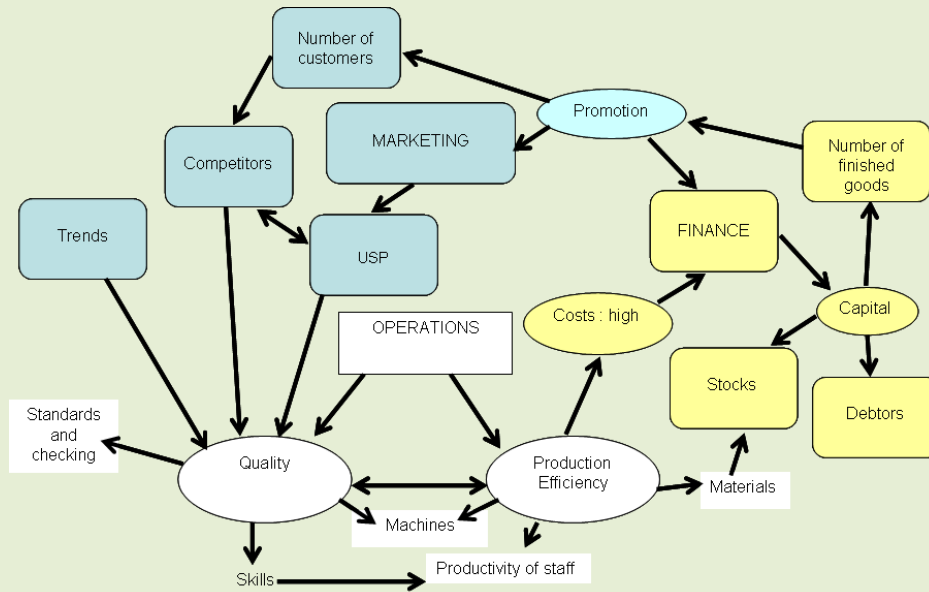 Number of
customers
Promotion
MARKETING
Number of
finished
goods
Competitors
Trends
USP
FINANCE
Costs : high
Capital
OPERATIONS
Stocks
Debtors
Standards
and
checking
Quality
Production
Efficiency
Materials
Machines
Productivity of staff
Skills